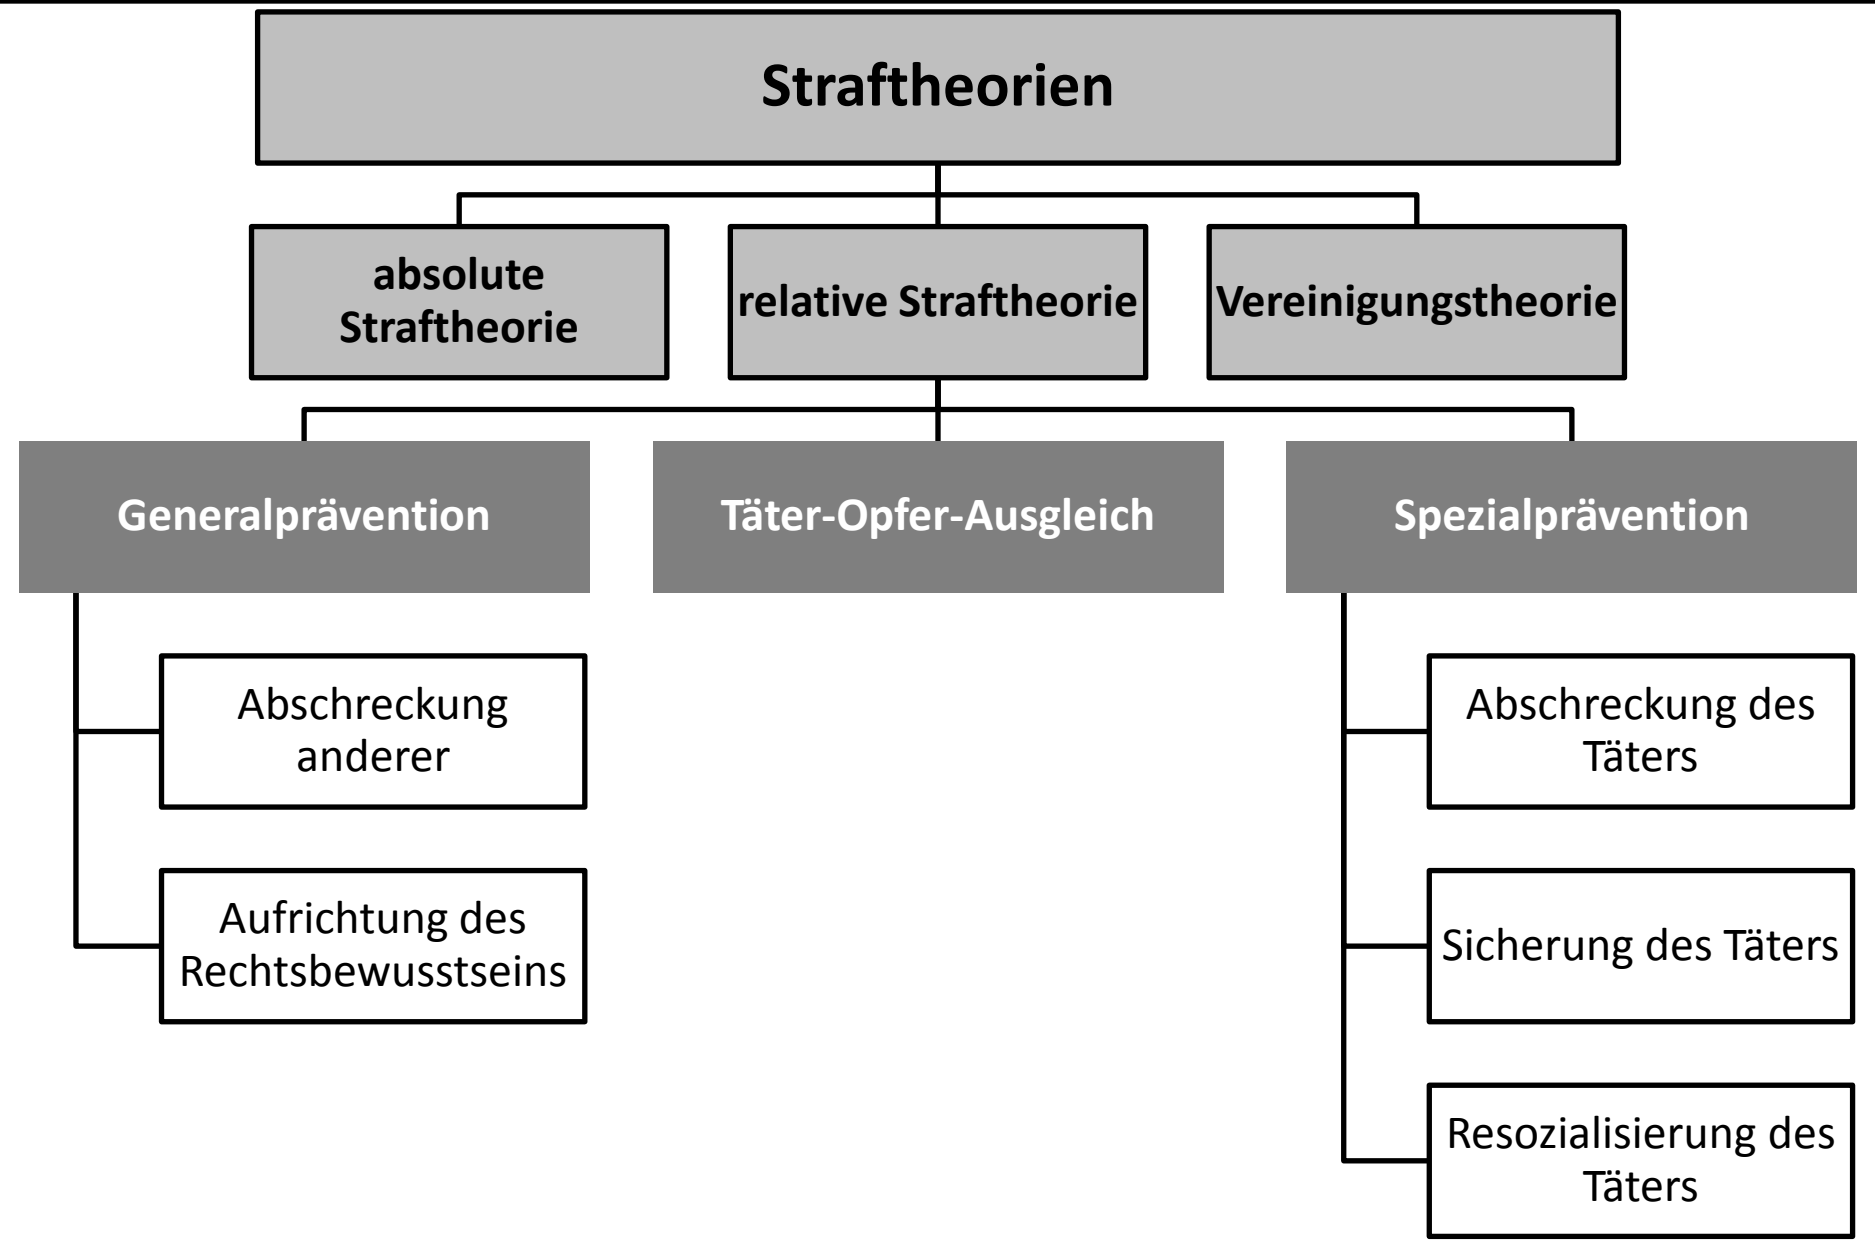 Straftheorien
absolute
Straftheorie
relative Straftheorie
Vereinigungstheorie
Generalprävention
Täter-Opfer-Ausgleich
Spezialprävention
Abschreckung
anderer
Aufrichtung des
Rechtsbewusstseins
Abschreckung des
Täters
Sicherung des Täters
Resozialisierung des
Täters